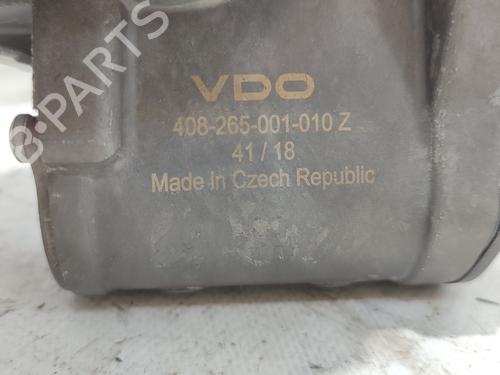 VDO
408-265-001-010 Z
41 / 18
Made in Czech Republic
B-PARTS